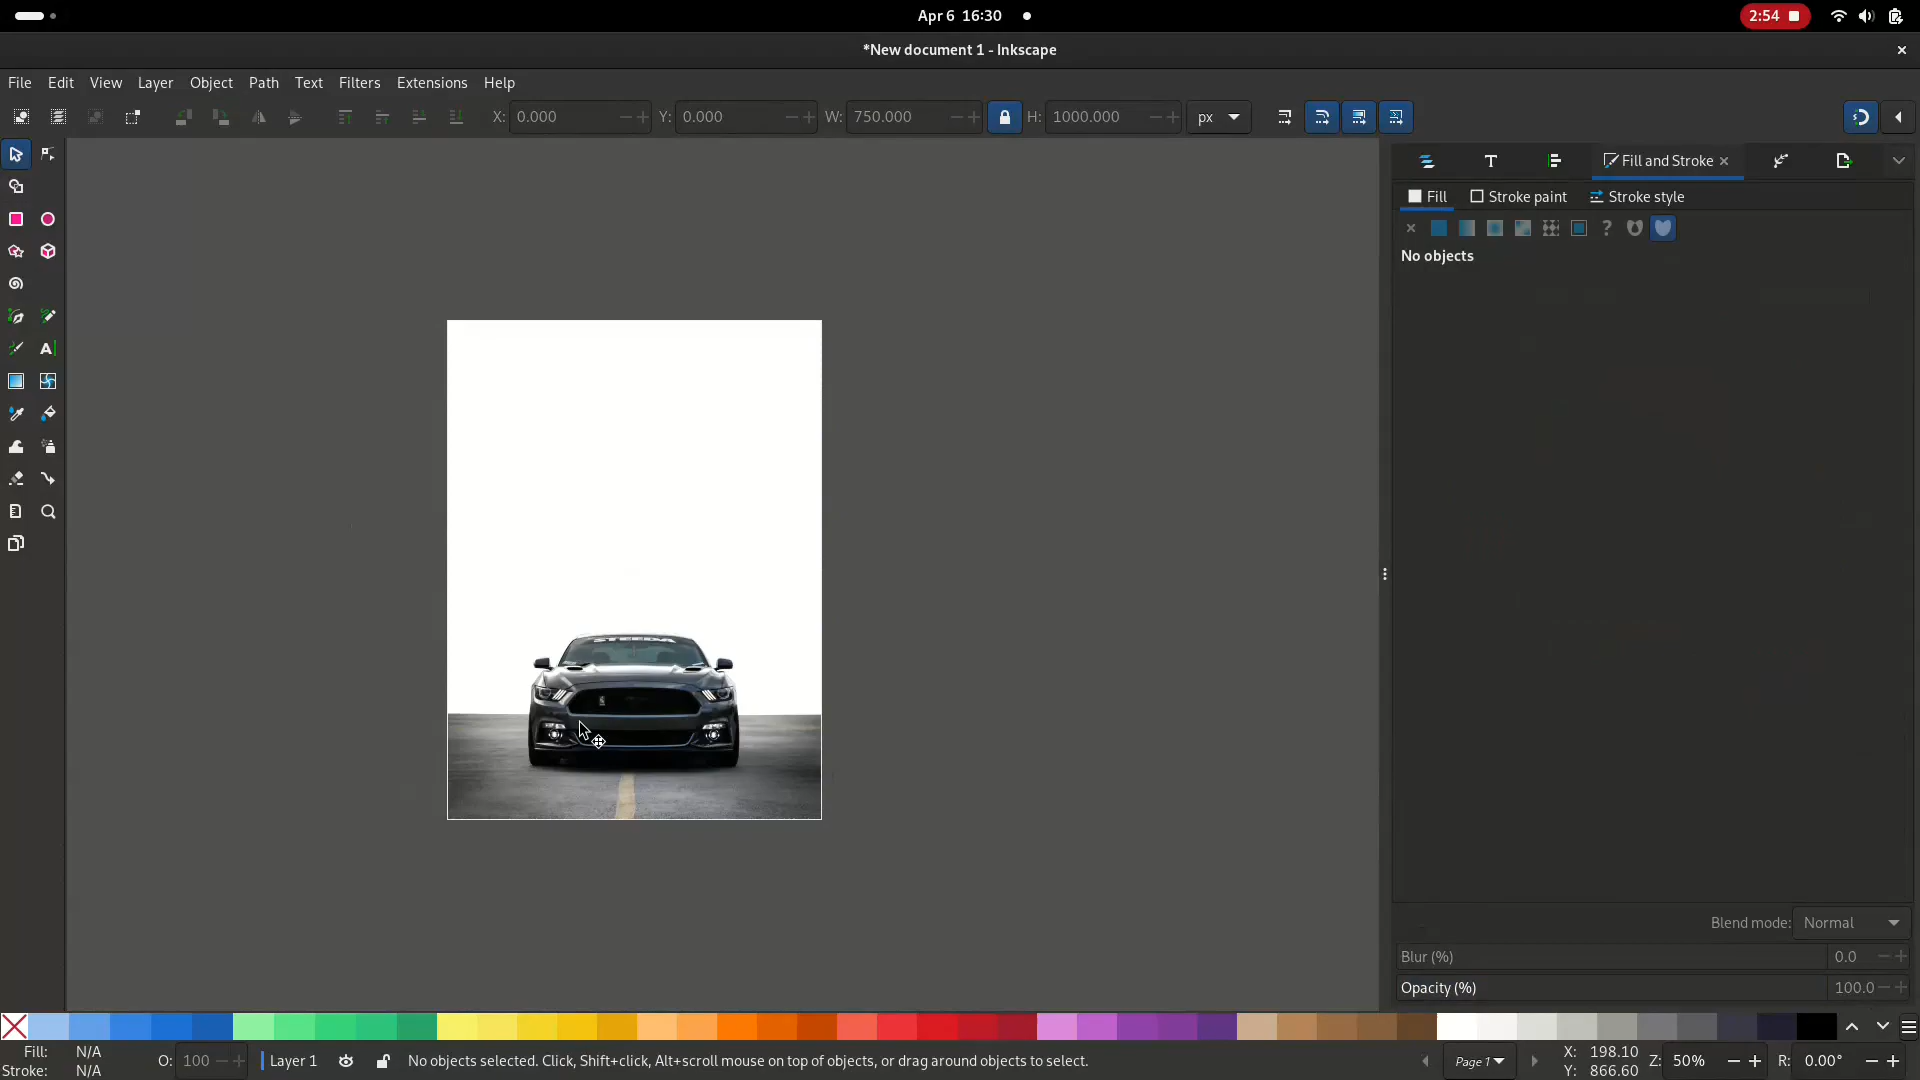 Apr 6 16:30
2:54
*New document 1 - Inkscape
File Edit View Layer Object Path Text Filters Extensions Help
X: 0.000 Y: 0.000 W: 750.000 H: 1000.000 px
Fill and Stroke
Fill Stroke paint Stroke style
No objects
STEEDA
Blend mode: Normal
Blur (%) 0.0
Opacity (%) 100.0
Fill: N/A
Stroke: N/A
O: 100
Layer 1
No objects selected. Click, Shift+click, Alt+scroll mouse on top of objects, or drag around objects to select.
Page 1
X: 198.10
Y: 866.60
Z: 50%
R: 0.00°